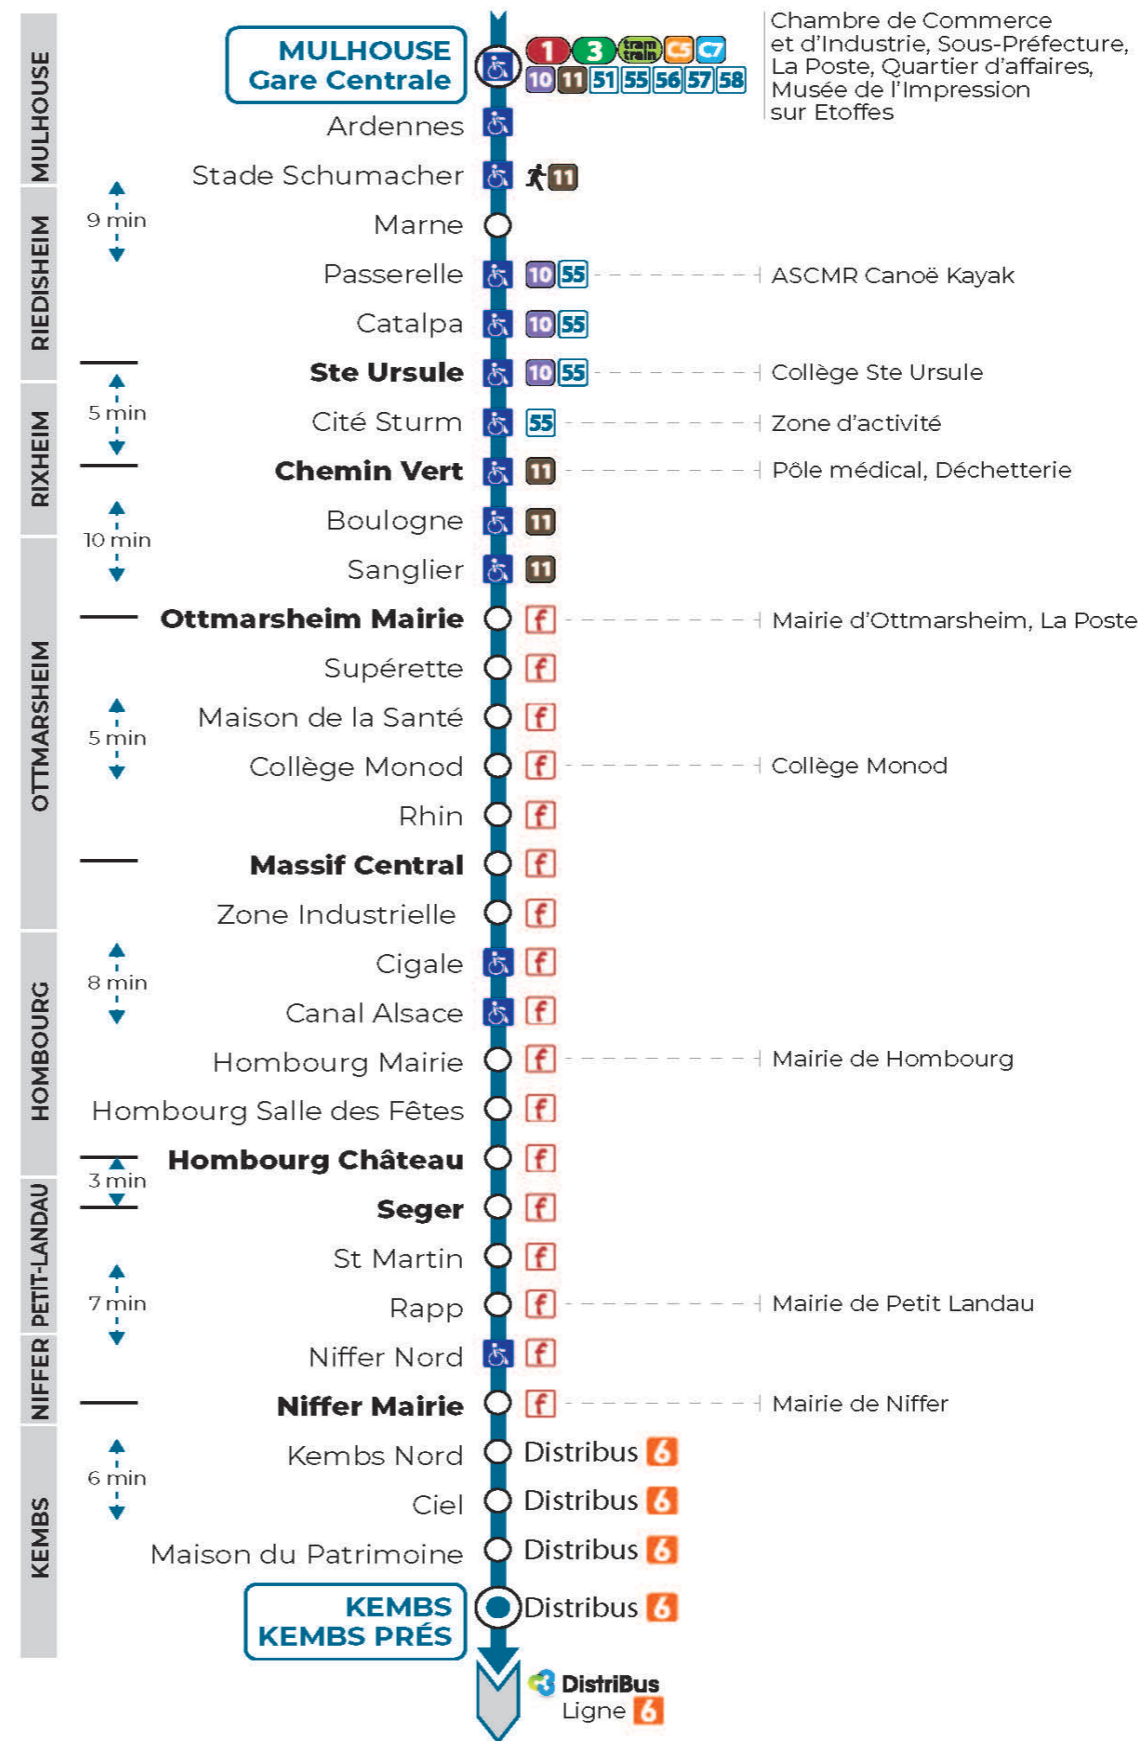 MULHOUSE
Gare Centrale
1 3 tram train C5 C7
10 11 51 55 56 57 58
Chambre de Commerce
et d'Industrie, Sous-Préfecture,
La Poste, Quartier d'affaires,
Musée de l'Impression
sur Etoffes
MULHOUSE
Ardennes
Stade Schumacher 11
RIEDISHEIM
9 min
Marne
Passerelle 10 55 ASCMR Canoë Kayak
Catalpa 10 55
Ste Ursule 10 55 Collège Ste Ursule
RIXHEIM
5 min
Cité Sturm 55 Zone d'activité
Chemin Vert 11 Pôle médical, Déchetterie
Boulogne 11
10 min
Sanglier 11
OTTMARSHEIM
Ottmarsheim Mairie f Mairie d'Ottmarsheim, La Poste
Supérette f
Maison de la Santé f
5 min
Collège Monod f Collège Monod
Rhin f
Massif Central f
Zone Industrielle f
HOMBOURG
Cigale f
8 min
Canal Alsace f
Hombourg Mairie f Mairie de Hombourg
Hombourg Salle des Fêtes f
Hombourg Château f
3 min
PETIT-LANDAU
Seger f
St Martin f
7 min
Rapp f Mairie de Petit Landau
NIFFER
Niffer Nord f
Niffer Mairie f Mairie de Niffer
KEMBS
Kembs Nord Distribus 6
6 min
Ciel Distribus 6
Maison du Patrimoine Distribus 6
KEMBS
KEMBS PRÉS
Distribus 6
DistriBus
Ligne 6